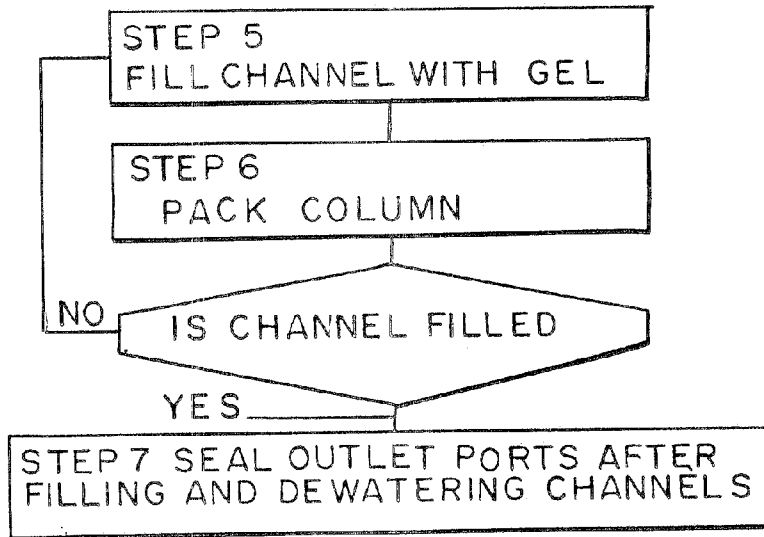 STEP 5
FILL CHANNEL WITH GEL
STEP 6
PACK COLUMN
NO
IS CHANNEL FILLED
YES
STEP 7 SEAL OUTLET PORTS AFTER
FILLING AND DEWATERING CHANNELS